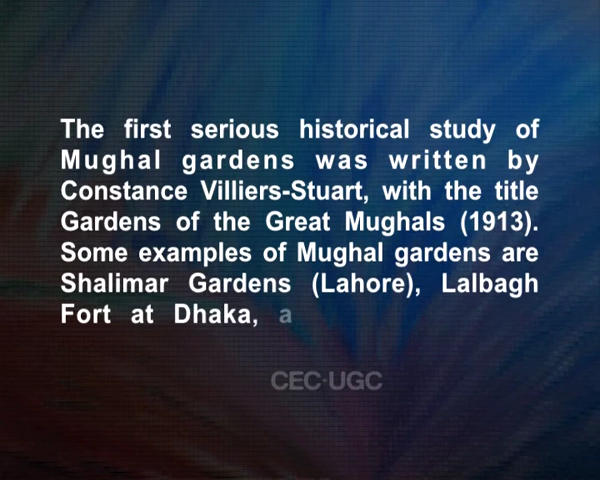 The first serious historical study of
Mughal gardens was written by
Constance Villiers-Stuart, with the title
Gardens of the Great Mughals (1913).
Some examples of Mughal gardens are
Shalimar Gardens (Lahore), Lalbagh
Fort at Dhaka, a
CEC-UGC